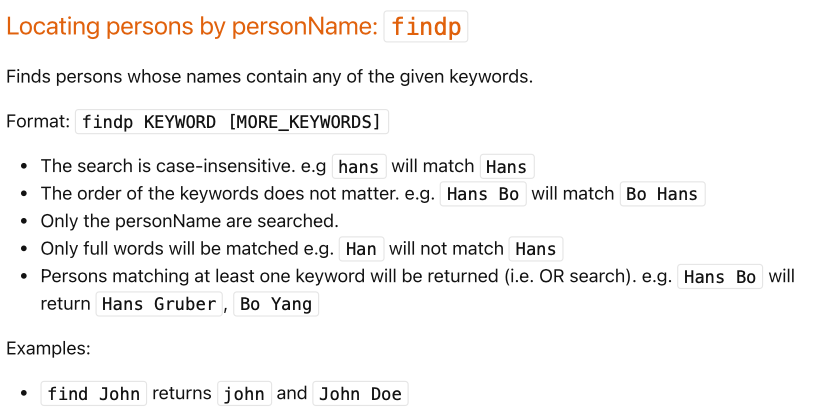 Locating persons by personName: findp
Finds persons whose names contain any of the given keywords.
Format: findp KEYWORD [MORE_KEYWORDS]
• The search is case-insensitive. e.g hans will match Hans
• The order of the keywords does not matter. e.g. Hans Bo will match Bo Hans
• Only the personName are searched.
• Only full words will be matched e.g. Han will not match Hans
• Persons matching at least one keyword will be returned (i.e. OR search). e.g. Hans Bo will
return Hans Gruber, Bo Yang
Examples:
• find John returns john and John Doe